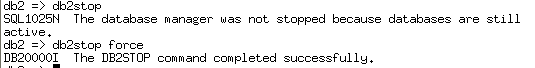 db2 => db2stop
SQL1025N  The database manager was not stopped because databases are still
active.
db2 => db2stop force
DB20000I  The DB2STOP command completed successfully.
db2 =>